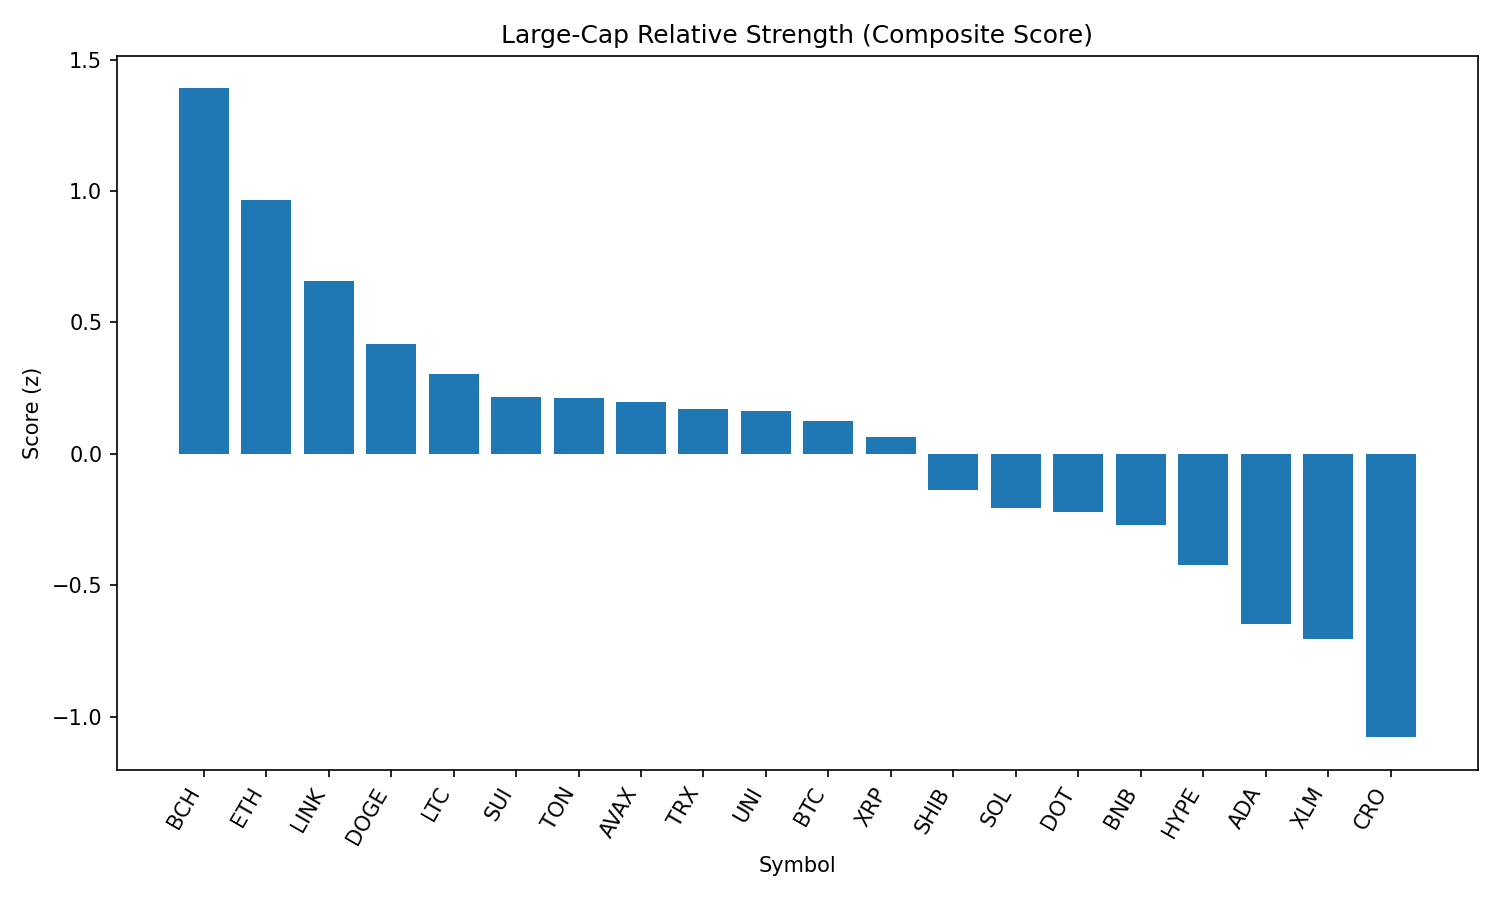 Large-Cap Relative Strength (Composite Score)
1.5
1.0
0.5
0.0
−0.5
−1.0
Score (z)
BCH
ETH
LINK
DOGE
LTC
SUI
TON
AVAX
TRX
UNI
BTC
XRP
SHIB
SOL
DOT
BNB
HYPE
ADA
XLM
CRO
Symbol